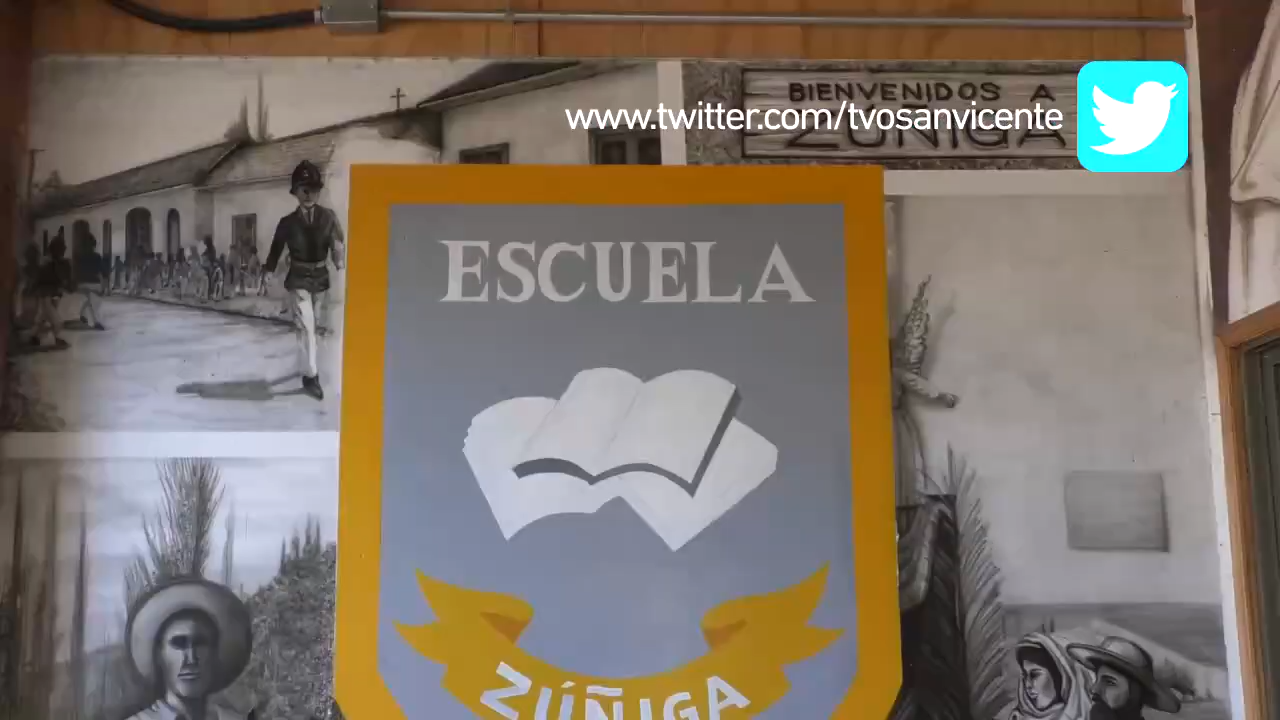 BIENVENIDOS A
ZÚÑIGA
www.twitter.com/tvosanvicente
ESCUELA
ZÚÑIGA